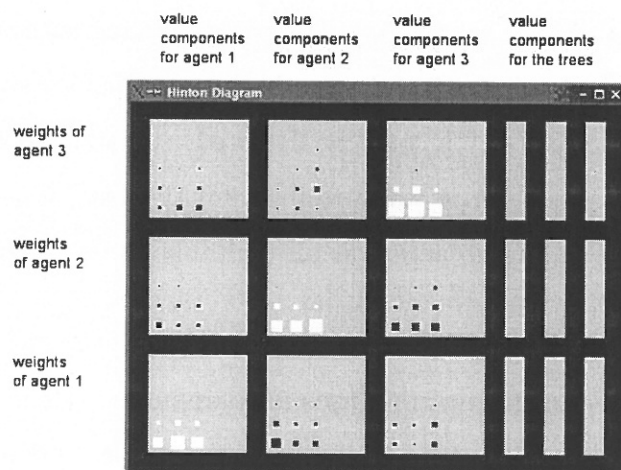 value
components
for agent 1
value
components
for agent 2
value
components
for agent 3
value
components
for the trees
Hinton Diagram
weights of
agent 3
weights
of agent 2
weights
of agent 1